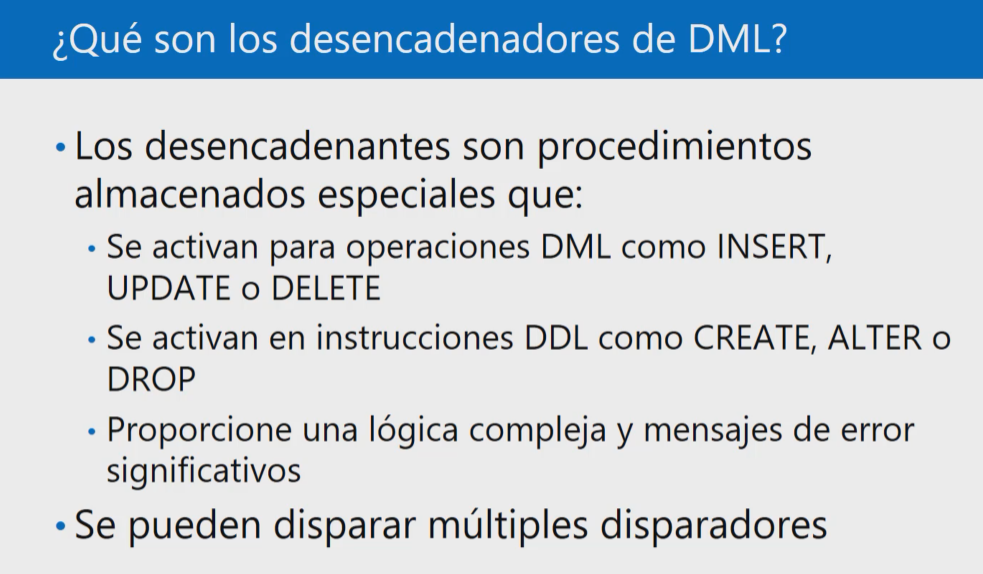 ¿Qué son los desencadenadores de DML?
• Los desencadenantes son procedimientos
almacenados especiales que:
• Se activan para operaciones DML como INSERT,
UPDATE o DELETE
• Se activan en instrucciones DDL como CREATE, ALTER o
DROP
• Proporcione una lógica compleja y mensajes de error
significativos
• Se pueden disparar múltiples disparadores